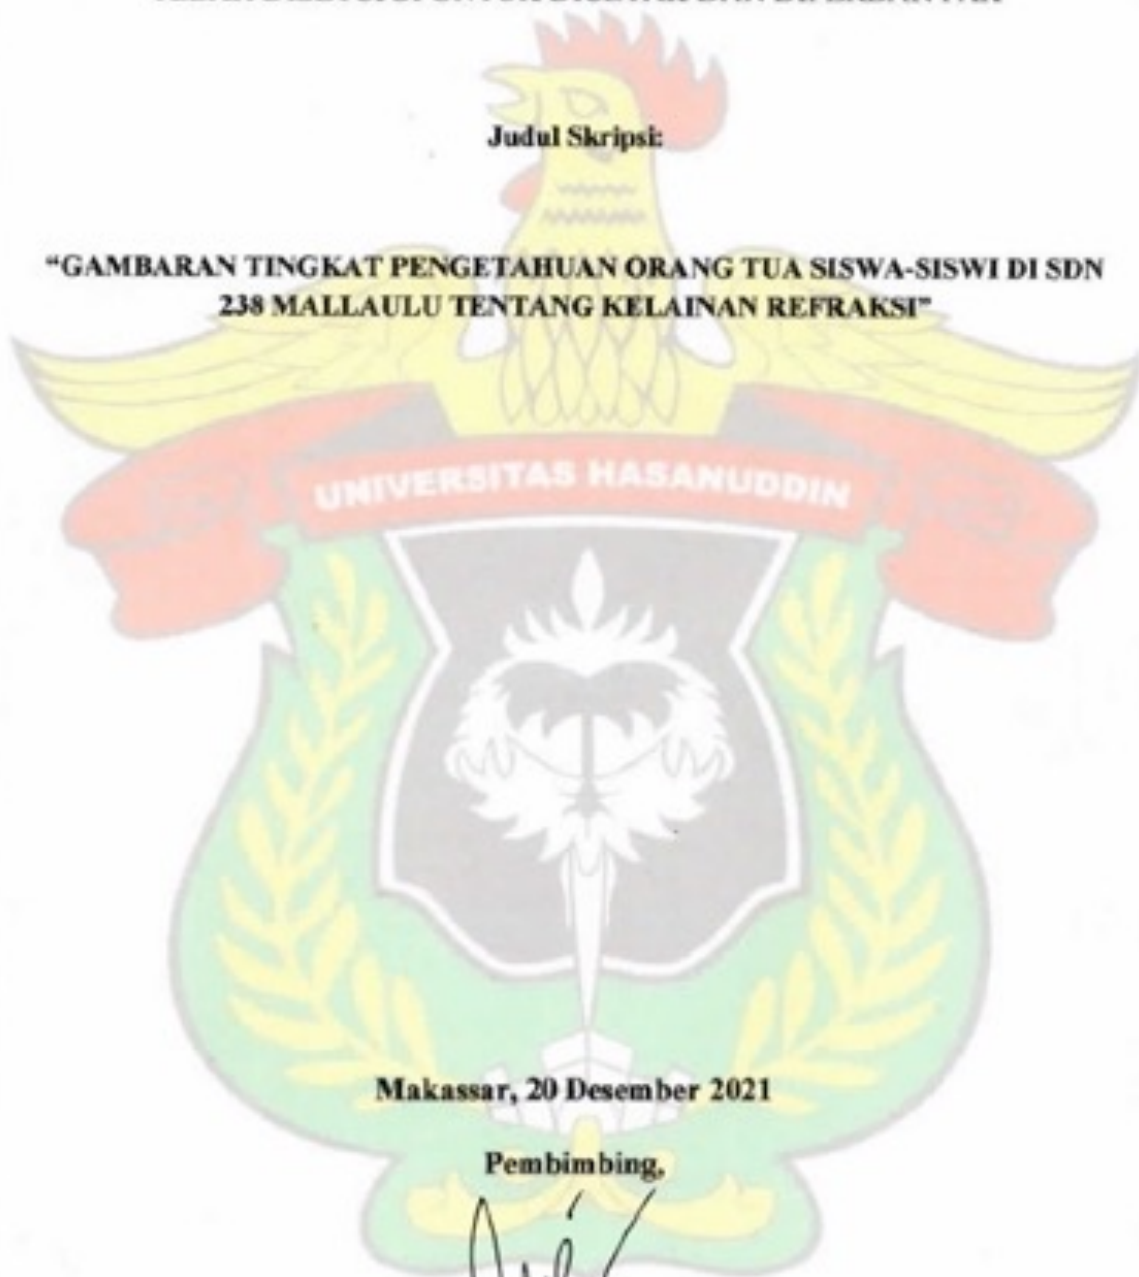 Judul Skripsi:
“GAMBARAN TINGKAT PENGETAHUAN ORANG TUA SISWA-SISWI DI SDN
238 MALLAULU TENTANG KELAINAN REFRAKSI”
UNIVERSITAS HASANUDDIN
Makassar, 20 Desember 2021
Pembimbing,